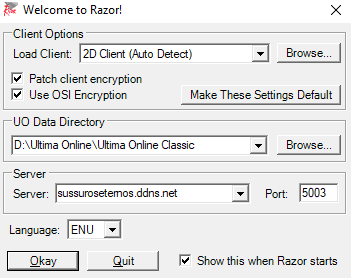 Welcome to Razor!
Client Options
Load Client: 2D Client (Auto Detect) Browse...
Patch client encryption
Use OSI Encryption Make These Settings Default
UO Data Directory
D:\Ultima Online\Ultima Online Classic Browse...
Server
Server: sussurosetemos.ddns.net Port: 5003
Language: ENU
Okay Quit Show this when Razor starts